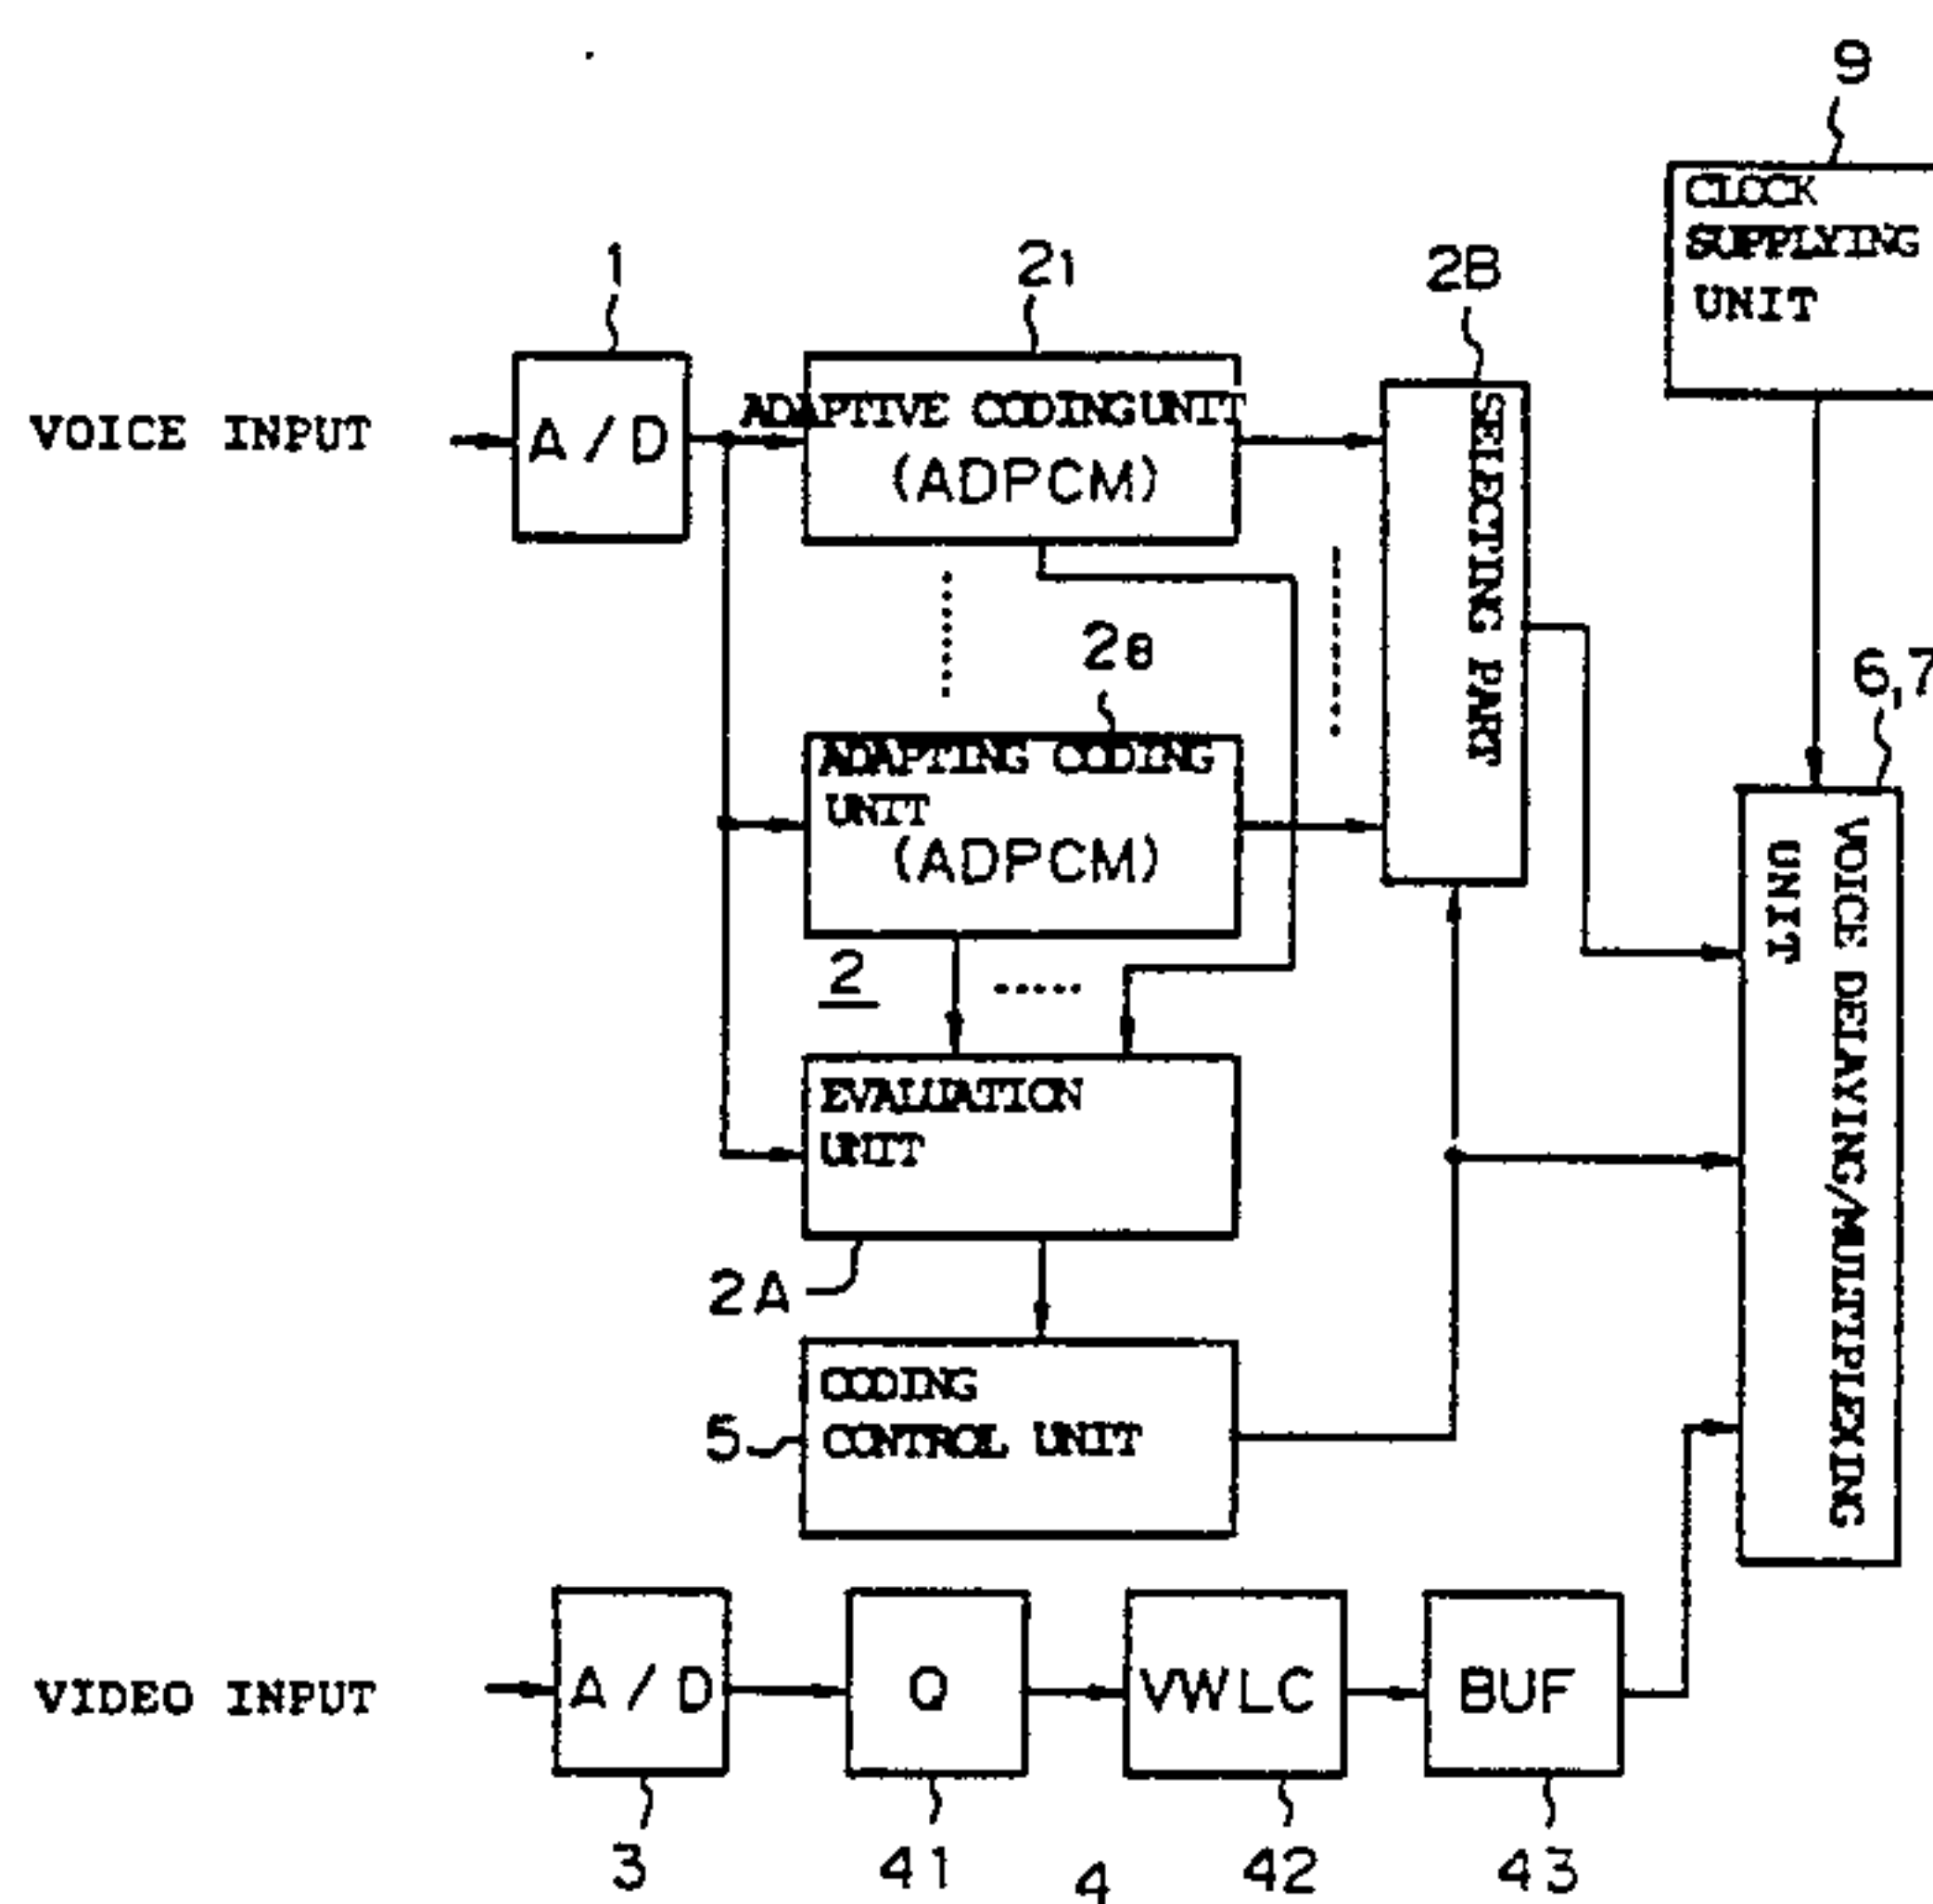 9
CLOCK
SUPPLYING
UNIT
1
21
2B
VOICE INPUT
A/D
ADAPTIVE CODING UNIT
(ADPCM)
SELECTING PART
28
6,7
ADAPTING CODING
UNIT
(ADPCM)
VOICE DELAYING/MULTIPLEXING
UNIT
2
EVALUATION
UNIT
2A
CODING
CONTROL UNIT
5
VIDEO INPUT
A/D
Q
VWLC
BUF
3
41
4
42
43